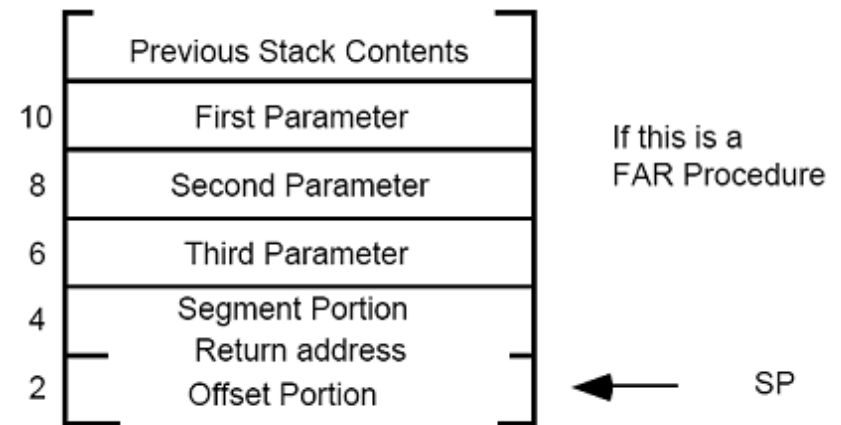 Previous Stack Contents
10
First Parameter
If this is a
FAR Procedure
8
Second Parameter
6
Third Parameter
4
Segment Portion
Return address
2
Offset Portion
SP